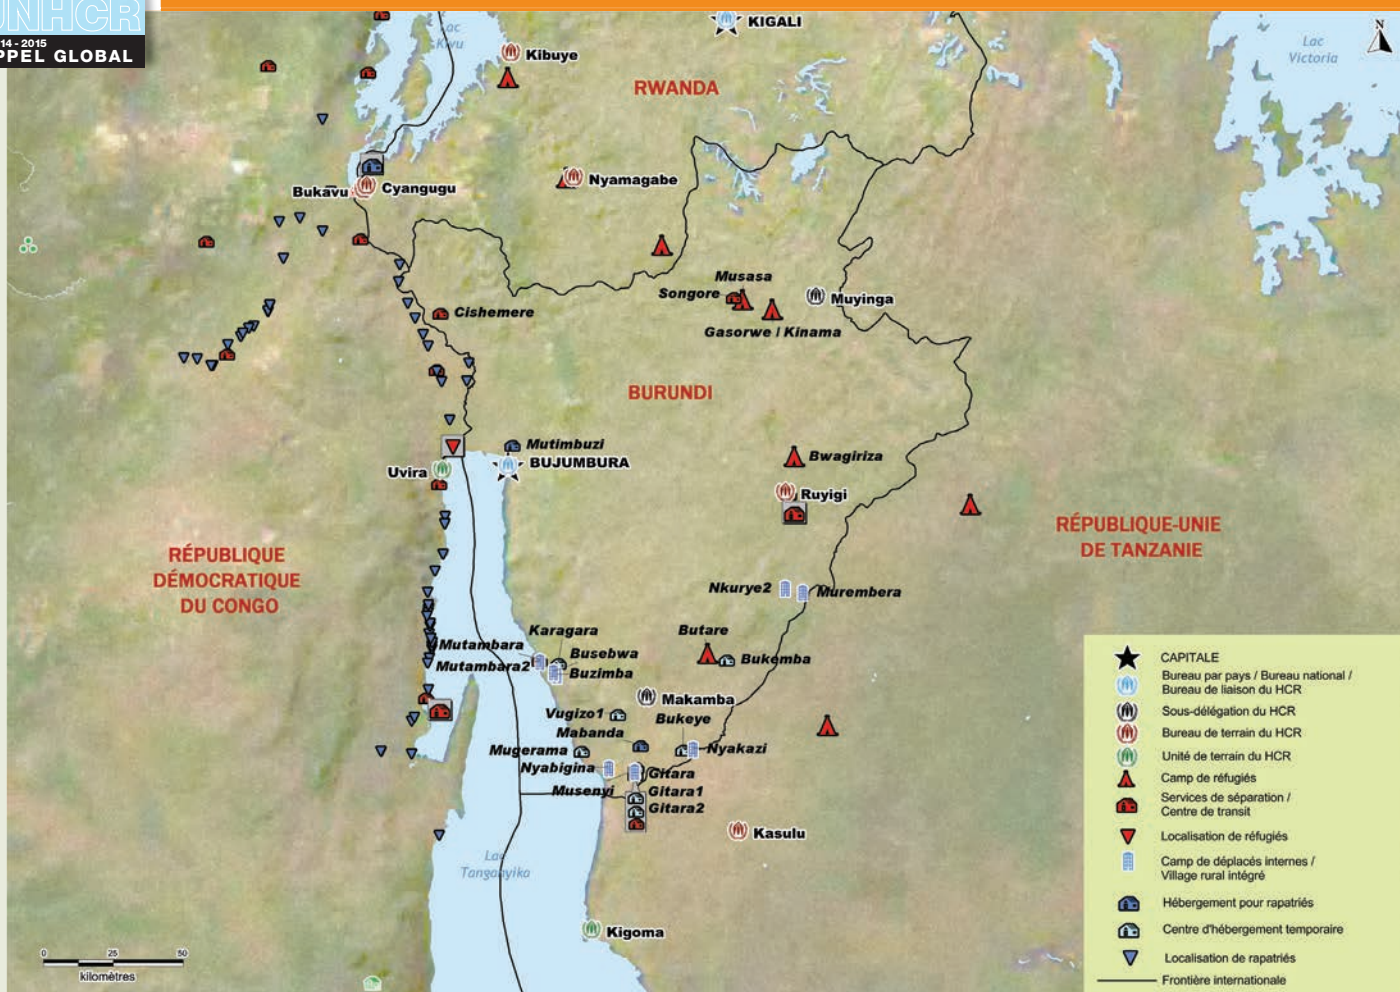 UNHCR
14 - 2015
PPEL GLOBAL
KIGALI
Lac
Kivu
Kibuye
N
Lac
Victoria
RWANDA
Bukavu
Cyangugu
Nyamagabe
Musasa
Songore
Muyinga
Cishemere
Gasorwe / Kinama
BURUNDI
Mutimbuzi
BUJUMBURA
Uvira
Bwagiriza
Ruyigi
RÉPUBLIQUE-UNIE
DE TANZANIE
RÉPUBLIQUE
DÉMOCRATIQUE
DU CONGO
Nkurye2
Murembera
Karagara
Butare
Mutambara
Busebwa
Mutambara2
Buzimba
Bukemba
Makamba
Vugizo1
Bukeye
Mabanda
Mugerama
Nyakazi
Nyabigina
Gitara
Musenyi
Gitara1
Gitara2
Kasulu
Lac
Tanganyika
Kigoma
0 25 50
kilomètres
CAPITALE
Bureau par pays / Bureau national /
Bureau de liaison du HCR
Sous-délégation du HCR
Bureau de terrain du HCR
Unité de terrain du HCR
Camp de réfugiés
Services de séparation /
Centre de transit
Localisation de réfugiés
Camp de déplacés internes /
Village rural intégré
Hébergement pour rapatriés
Centre d'hébergement temporaire
Localisation de rapatriés
Frontière internationale